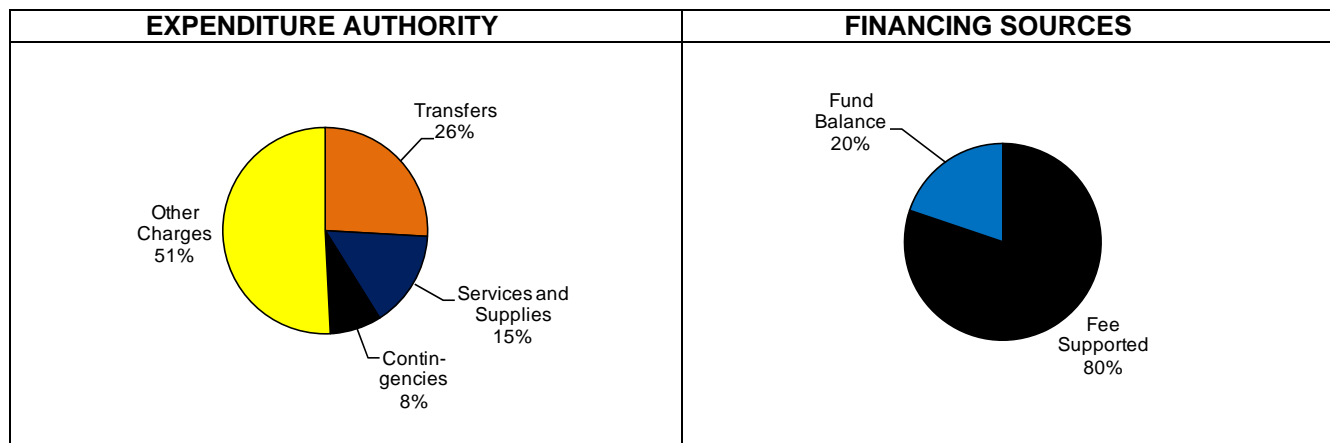 EXPENDITURE AUTHORITY
Transfers
26%
Other
Charges
51%
Services and
Supplies
15%
Contin-
gencies
8%
FINANCING SOURCES
Fund
Balance
20%
Fee
Supported
80%